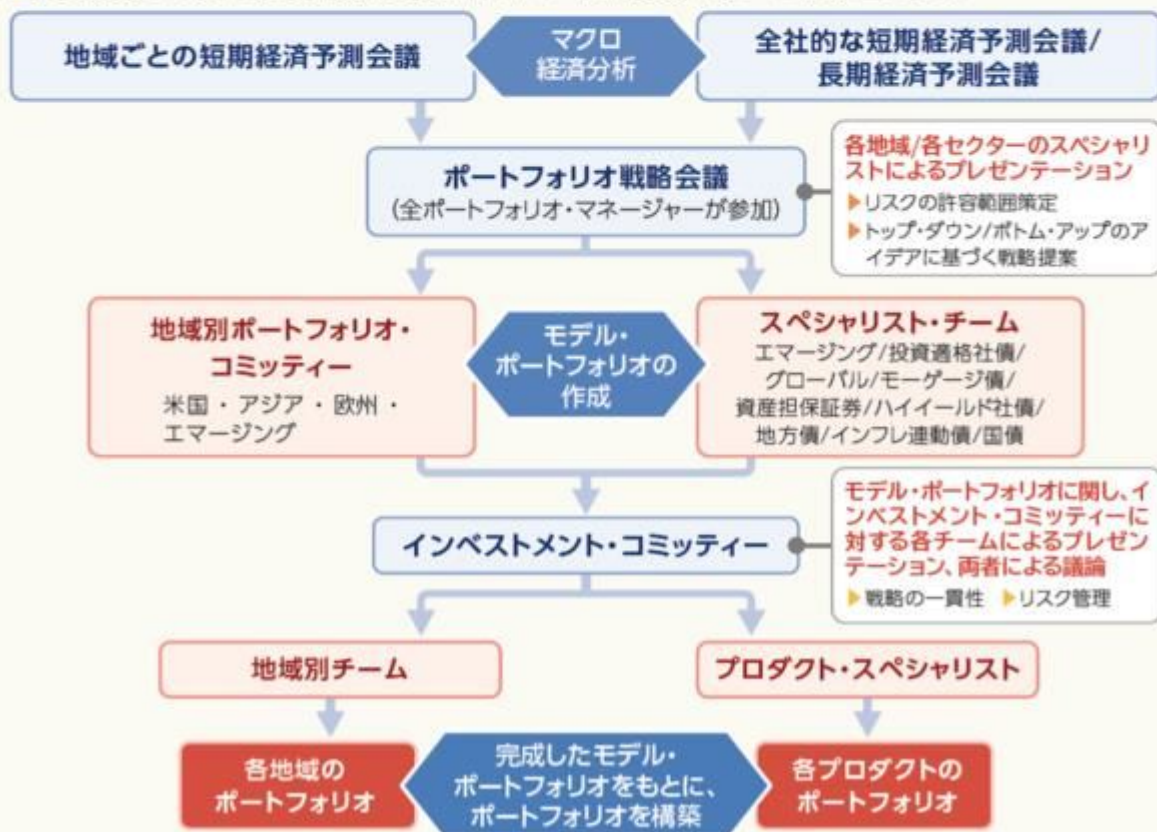 地域ごとの短期経済予測会議
マクロ
経済分析
全社的な短期経済予測会議/
長期経済予測会議
ポートフォリオ戦略会議
(全ポートフォリオ・マネージャーが参加)
各地域/各セクターのスペシャリ
ストによるプレゼンテーション
▶リスクの許容範囲策定
▶トップ・ダウン/ボトム・アップのア
イデアに基づく戦略提案
地域別ポートフォリオ・
コミッティー
米国・アジア・欧州・
エマージング
モデル・
ポートフォリオの
作成
スペシャリスト・チーム
エマージング/投資適格社債/
グローバル/モーゲージ債/
資産担保証券/ハイイールド社債/
地方債/インフレ連動債/国債
インベストメント・コミッティー
モデル・ポートフォリオに関し、イ
ンベストメント・コミッティーに
対する各チームによるプレゼン
テーション、両者による議論
▶戦略の一貫性 ▶リスク管理
地域別チーム
プロダクト・スペシャリスト
各地域の
ポートフォリオ
完成したモデル・
ポートフォリオをもとに、
ポートフォリオを構築
各プロダクトの
ポートフォリオ